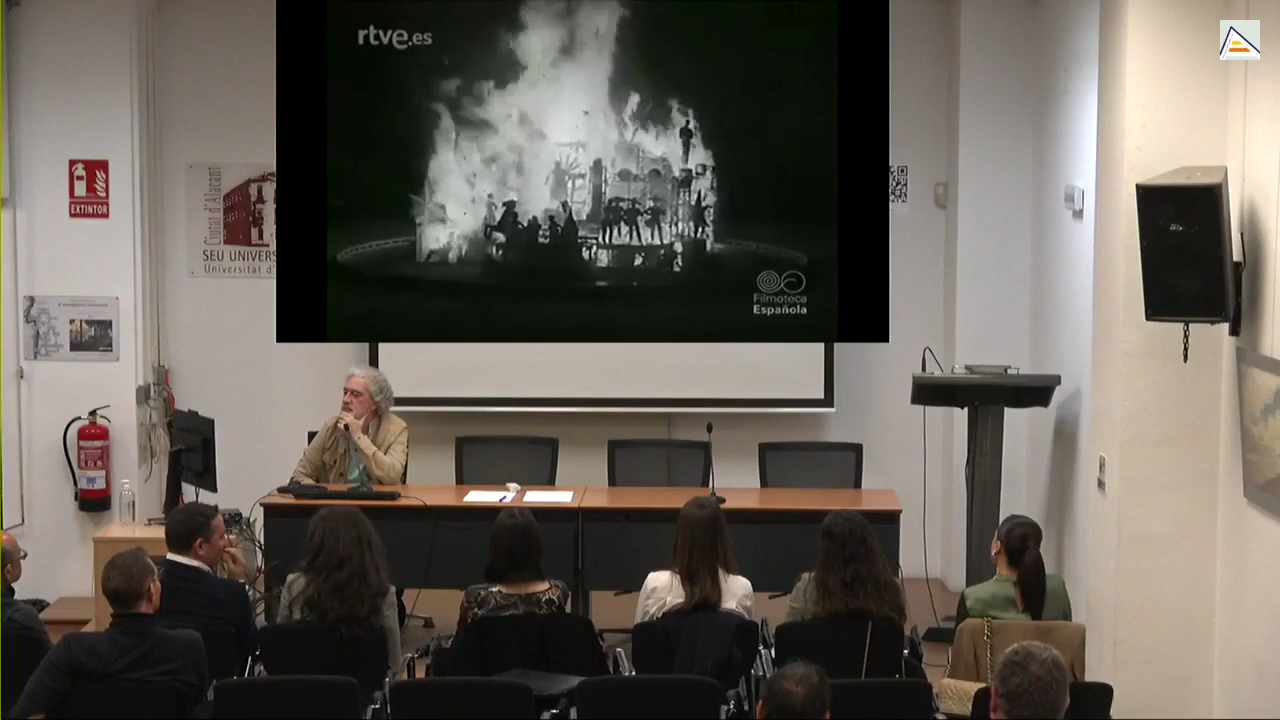 rtve.es
Filmoteca
Española
EXTINTOR
Ciutat d'Alacant
SEU UNIVERS
Universitat d'